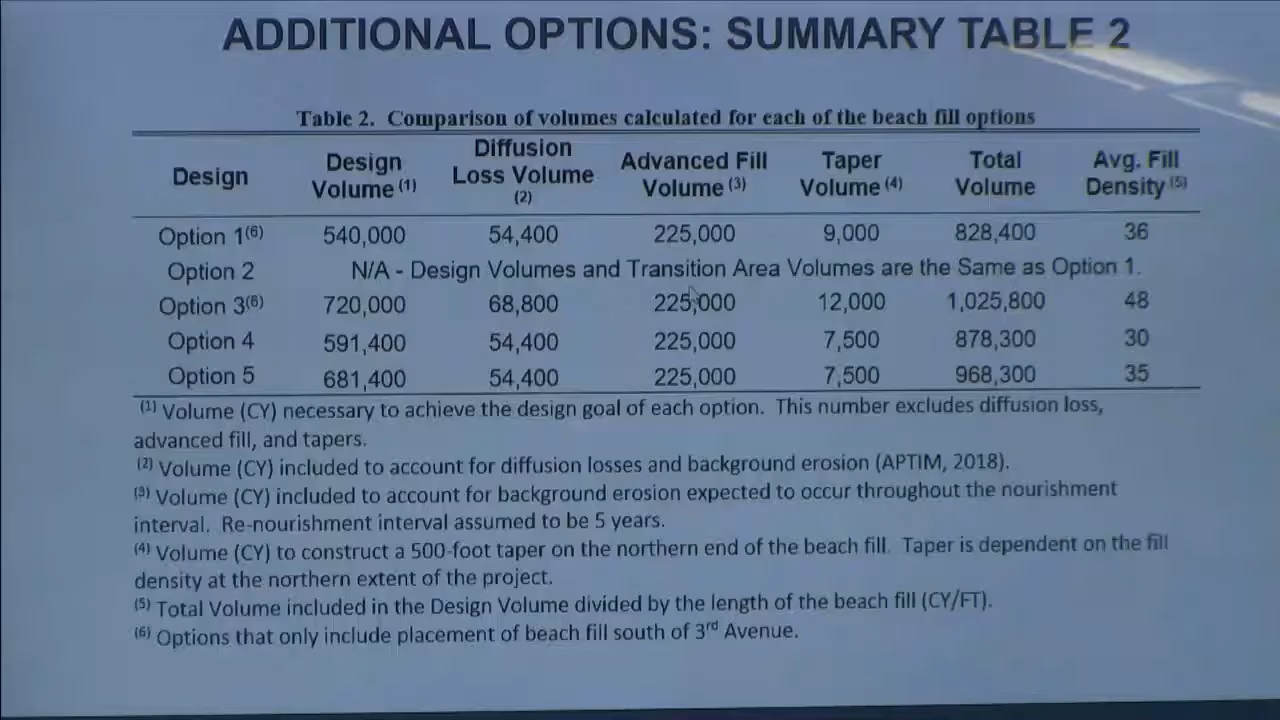 ADDITIONAL OPTIONS: SUMMARY TABLE 2
Table 2. Comparison of volumes calculated for each of the beach fill options
Design Design Volume (1) Diffusion Loss Volume (2) Advanced Fill Volume (3) Taper Volume (4) Total Volume Avg. Fill Density (5)
Option 1(6) 540,000 54,400 225,000 9,000 828,400 36
Option 2 N/A - Design Volumes and Transition Area Volumes are the Same as Option 1.
Option 3(6) 720,000 68,800 225,000 12,000 1,025,800 48
Option 4 591,400 54,400 225,000 7,500 878,300 30
Option 5 681,400 54,400 225,000 7,500 968,300 35
(1) Volume (CY) necessary to achieve the design goal of each option. This number excludes diffusion loss,
advanced fill, and tapers.
(2) Volume (CY) included to account for diffusion losses and background erosion (APTIM, 2018).
(3) Volume (CY) included to account for background erosion expected to occur throughout the nourishment
interval. Re-nourishment interval assumed to be 5 years.
(4) Volume (CY) to construct a 500-foot taper on the northern end of the beach fill. Taper is dependent on the fill
density at the northern extent of the project.
(5) Total Volume included in the Design Volume divided by the length of the beach fill (CY/FT).
(6) Options that only include placement of beach fill south of 3rd Avenue.